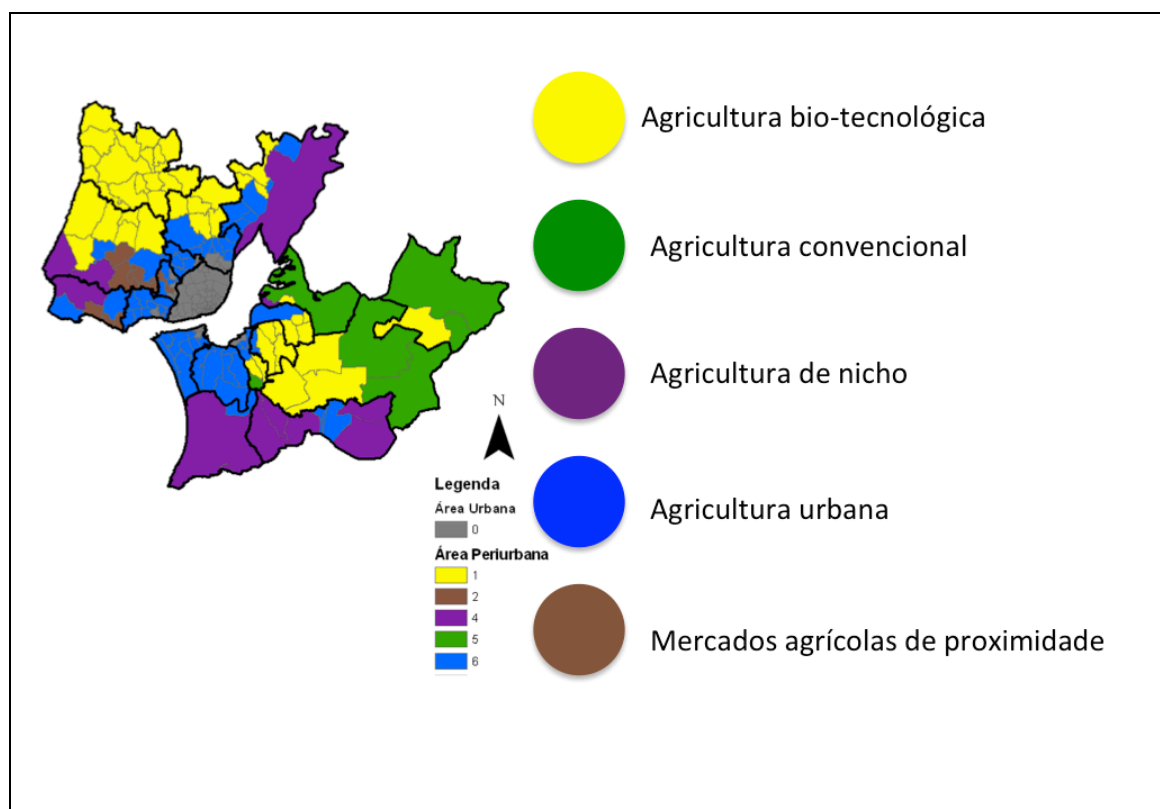 Agricultura bio-tecnológica
Agricultura convencional
Agricultura de nicho
N
Legenda
Área Urbana
0
Agricultura urbana
Área Periurbana
1
2
4
5
6
Mercados agrícolas de proximidade